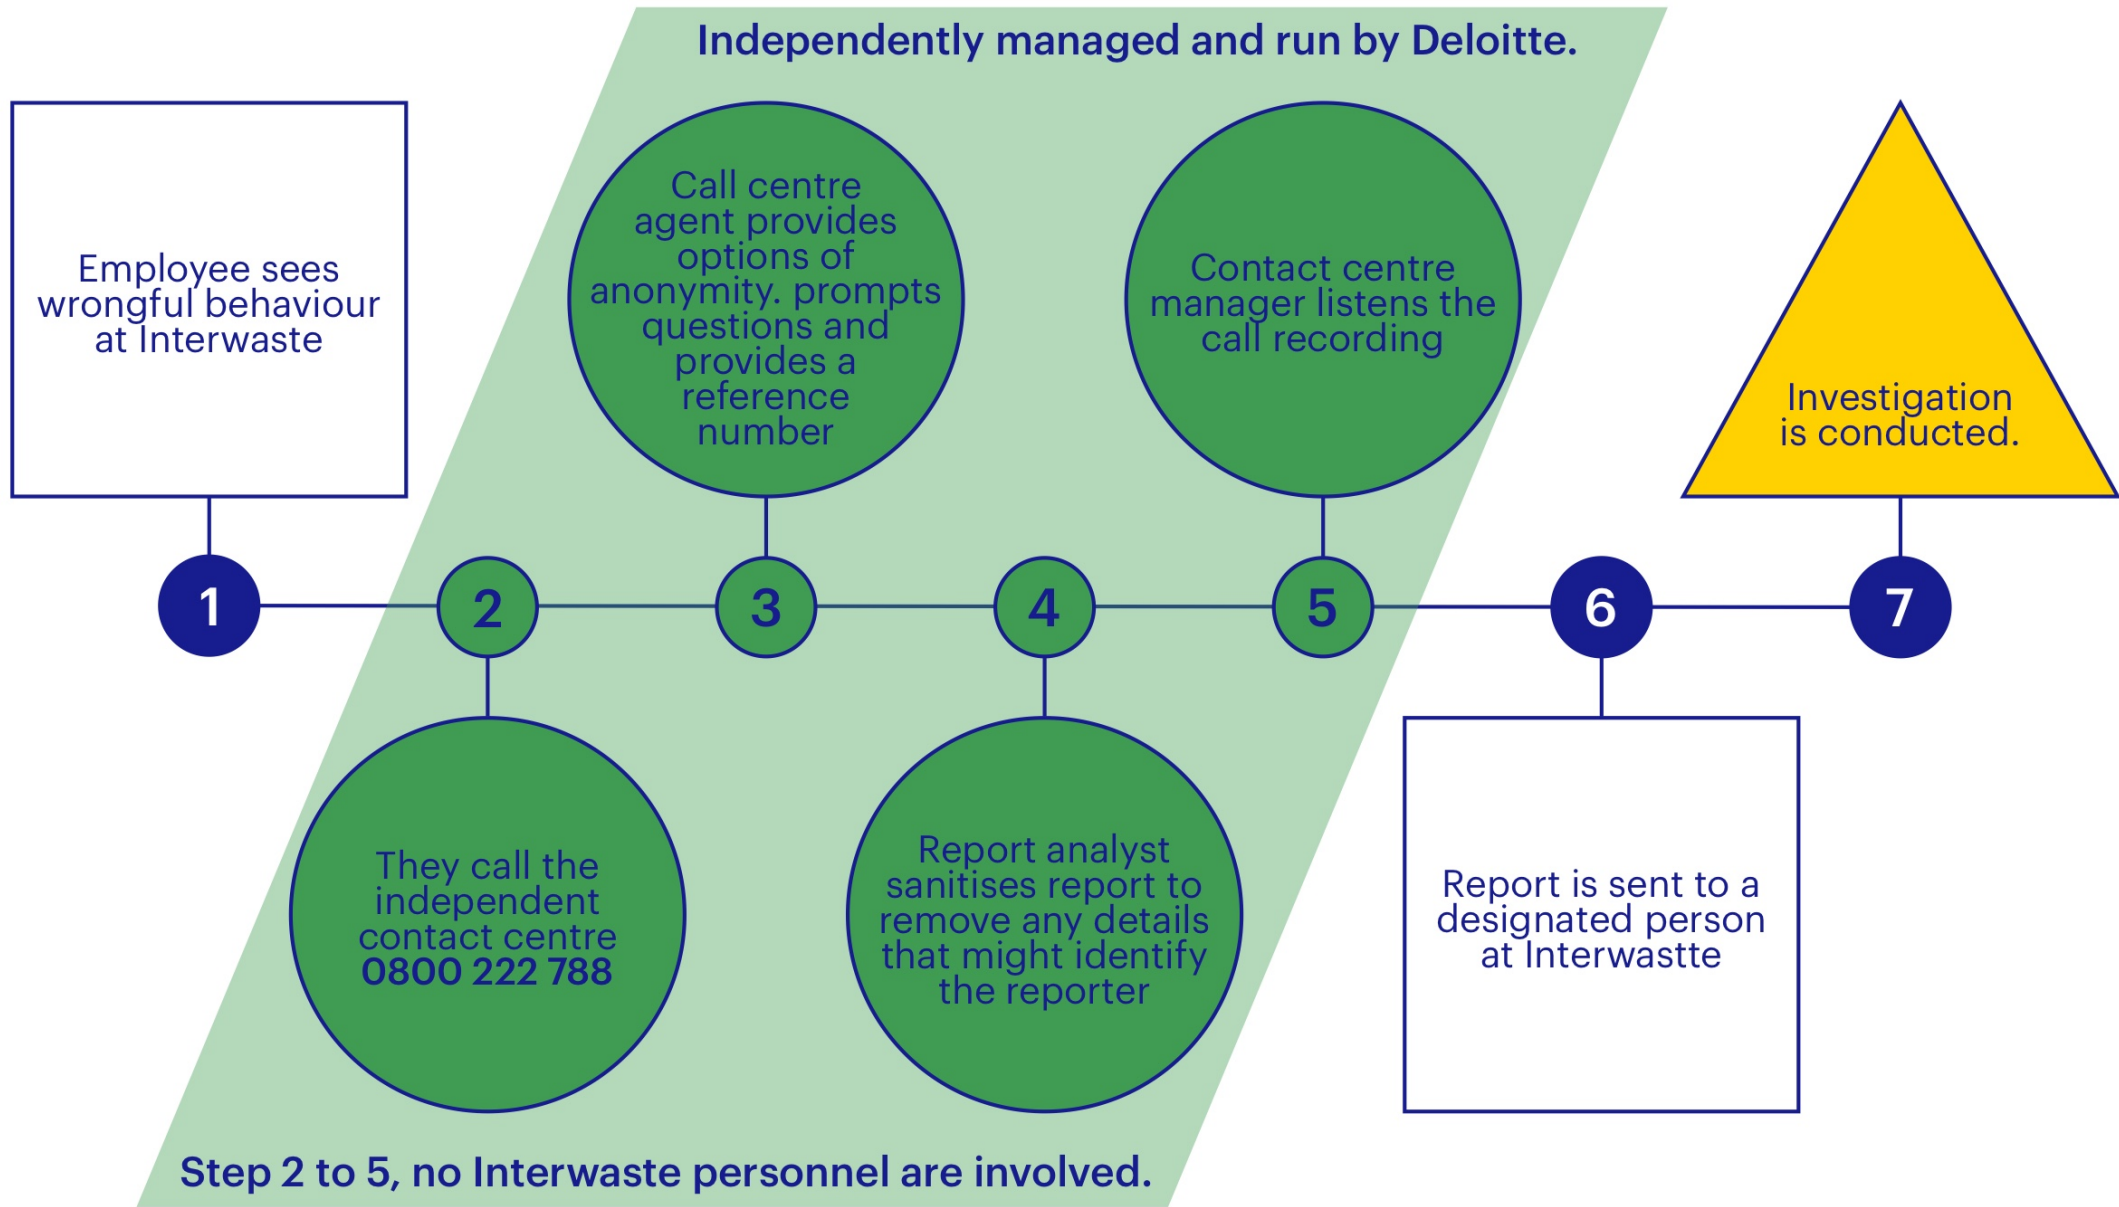 Independently managed and run by Deloitte.
Employee sees
wrongful behaviour
at Interwaste
1
2
They call the
independent
contact centre
0800 222 788
Call centre
agent provides
options of
anonymity. prompts
questions and
provides a
reference
number
3
4
Report analyst
sanitises report to
remove any details
that might identify
the reporter
Contact centre
manager listens the
call recording
5
6
Report is sent to a
designated person
at Interwastte
Investigation
is conducted.
7
Step 2 to 5, no Interwaste personnel are involved.